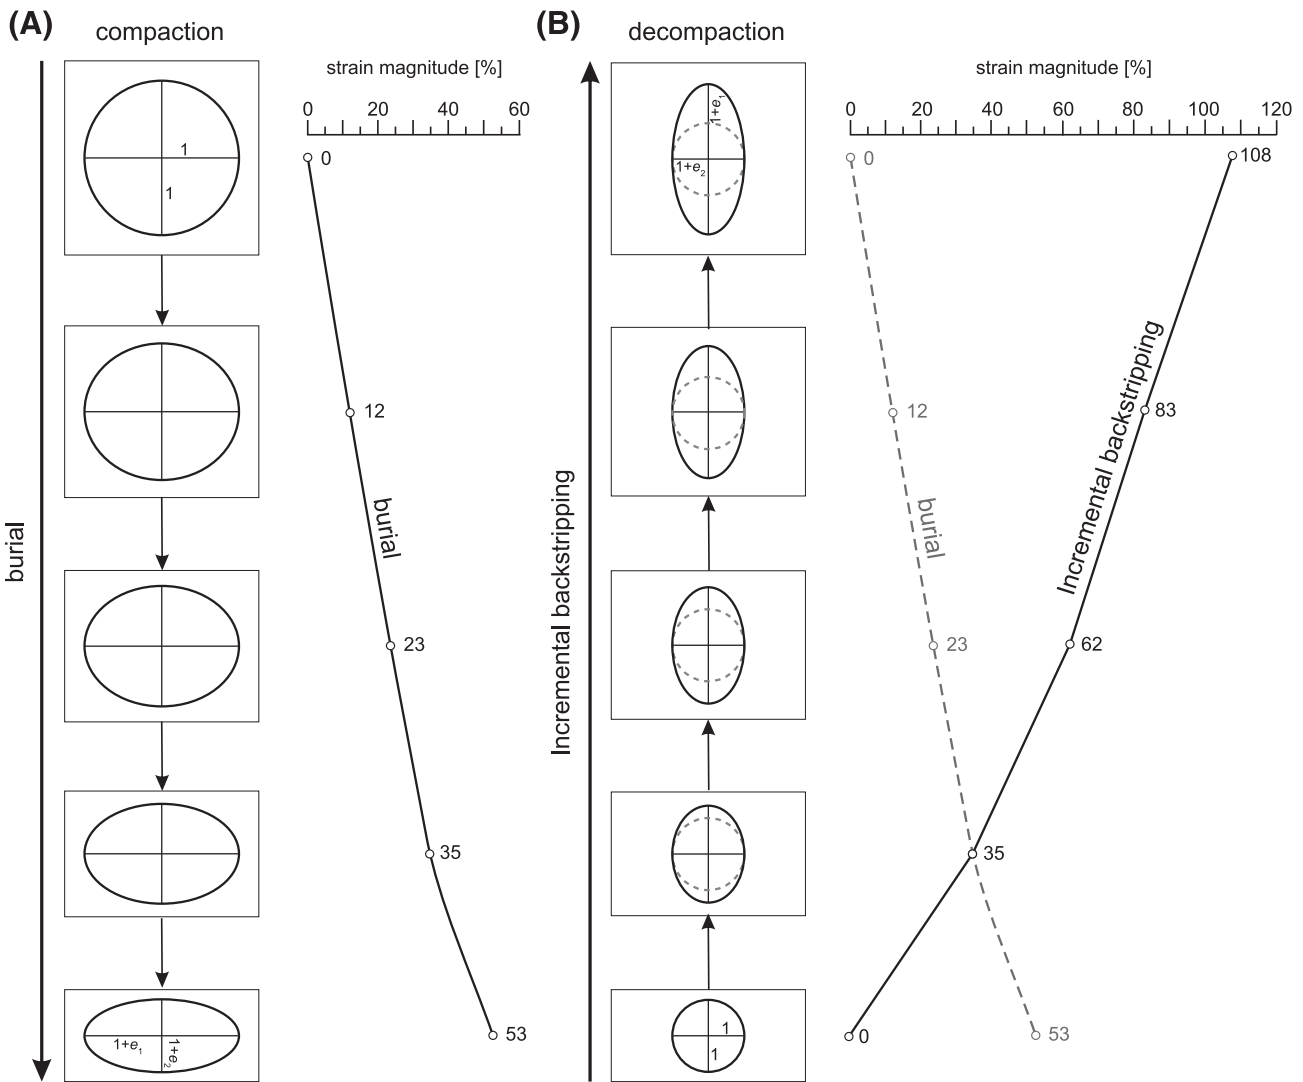 (A)
compaction
strain magnitude [%]
0 20 40 60
1
1
0
12
burial
23
35
53
burial
1+e1
1+e2
(B)
decompaction
strain magnitude [%]
0 20 40 60 80 100 120
1+e1
1+e2
0
108
12
83
burial
Incremental backstripping
23
62
35
Incremental backstripping
1
1
0
53